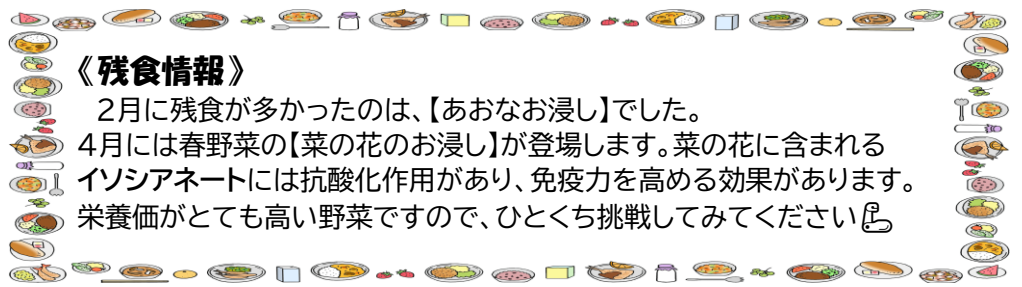 《残食情報》
２月に残食が多かったのは、【あおなお浸し】でした。
４月には春野菜の【菜の花のお浸し】が登場します。菜の花に含まれる
イソシアネートには抗酸化作用があり、免疫力を高める効果があります。
栄養価がとても高い野菜ですので、ひとくち挑戦してみてください💪